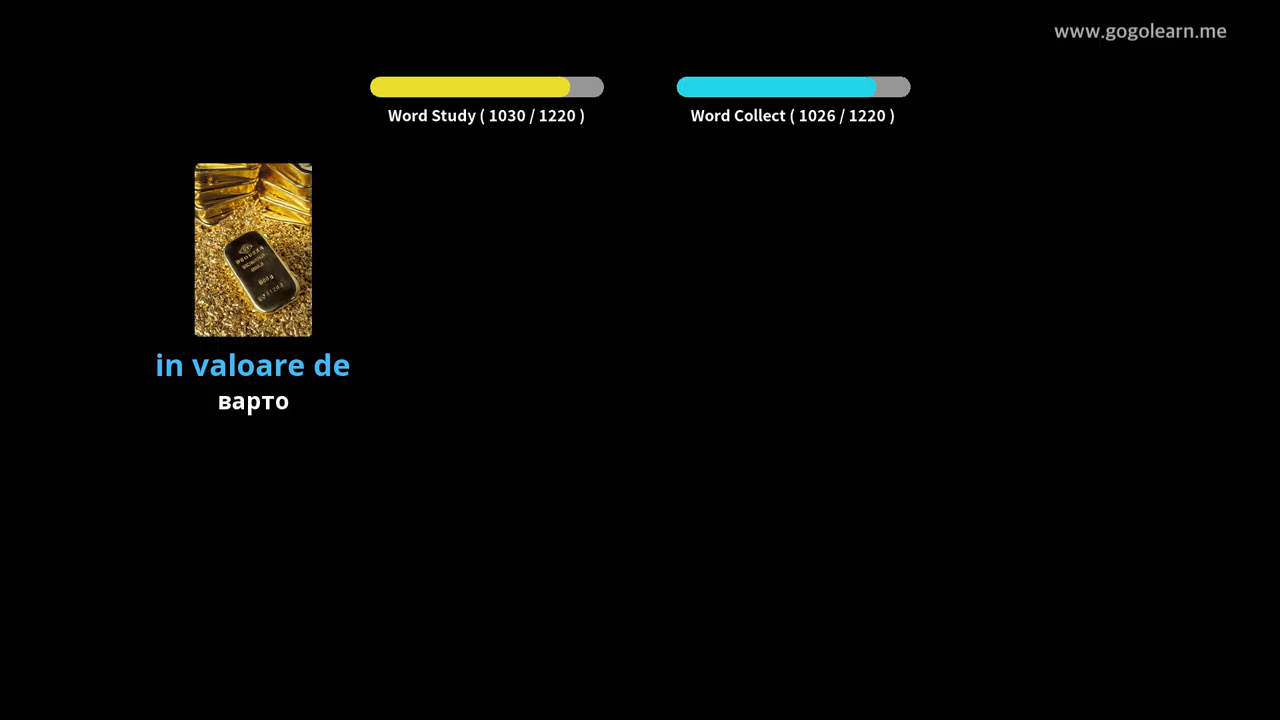 www.gogolearn.me
Word Study ( 1030 / 1220 )
Word Collect ( 1026 / 1220 )
in valoare de
варто